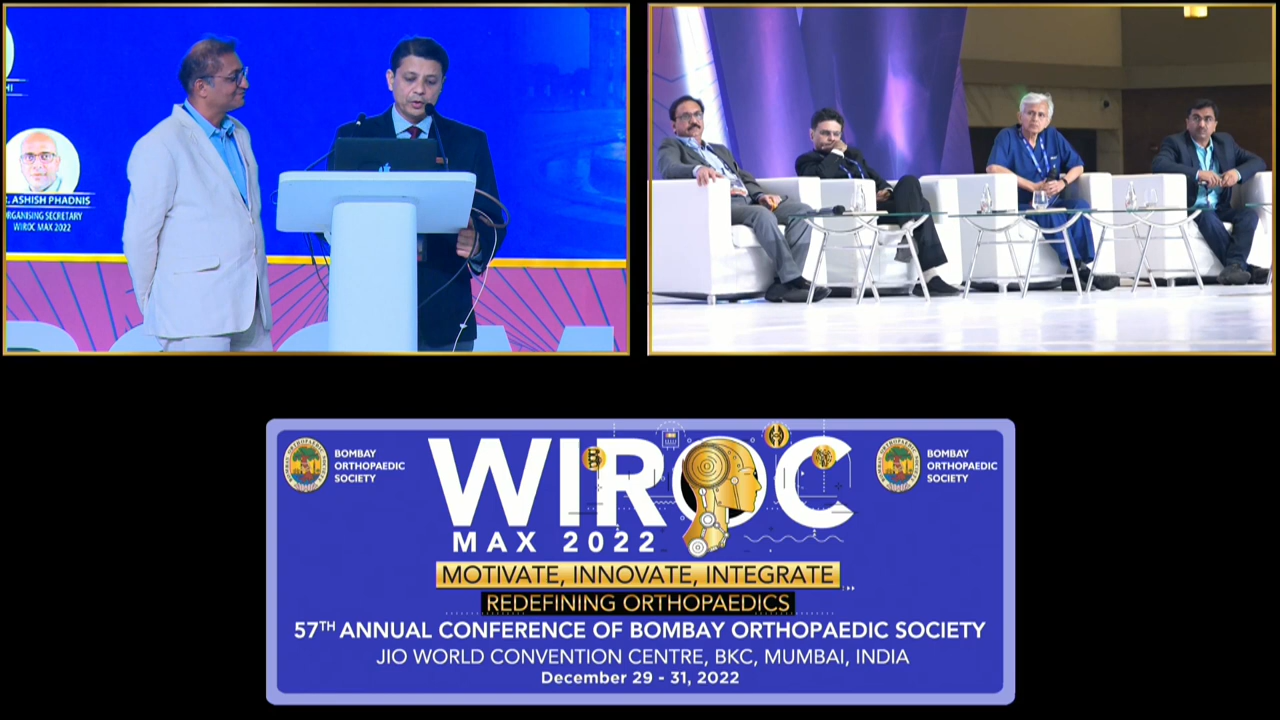 HI
. ASHISH PHADNIS
ORGANISING SECRETARY
WIROC MAX 2022
BOMBAY
ORTHOPAEDIC
SOCIETY
WIROC
MAX 2022
BOMBAY
ORTHOPAEDIC
SOCIETY
MOTIVATE, INNOVATE, INTEGRATE
REDEFINING ORTHOPAEDICS
57TH ANNUAL CONFERENCE OF BOMBAY ORTHOPAEDIC SOCIETY
JIO WORLD CONVENTION CENTRE, BKC, MUMBAI, INDIA
December 29 - 31, 2022